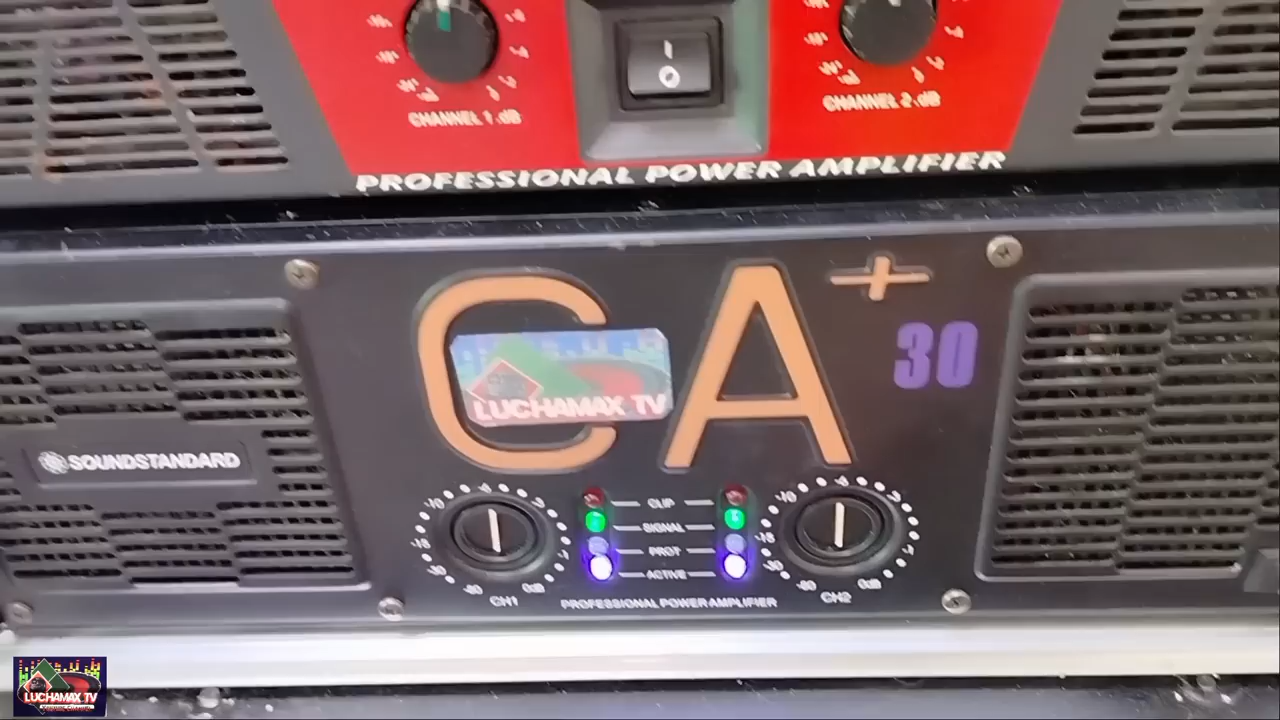 CHANNEL 1.dB
CHANNEL 2.dB
PROFESSIONAL POWER AMPLIFIER
CA+
30
LUCHAMAX TV
SOUNDSTANDARD
CLIP
SIGNAL
PROT
ACTIVE
CH1
CH2
PROFESSIONAL POWER AMPLIFIER
LUCHAMAX TV